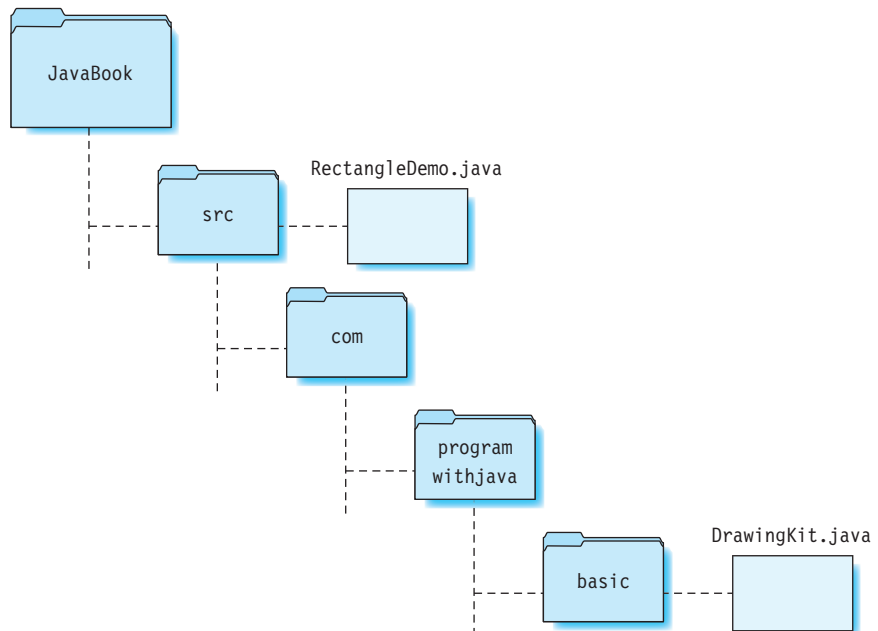 JavaBook
RectangleDemo.java
src
com
program
withjava
DrawingKit.java
basic